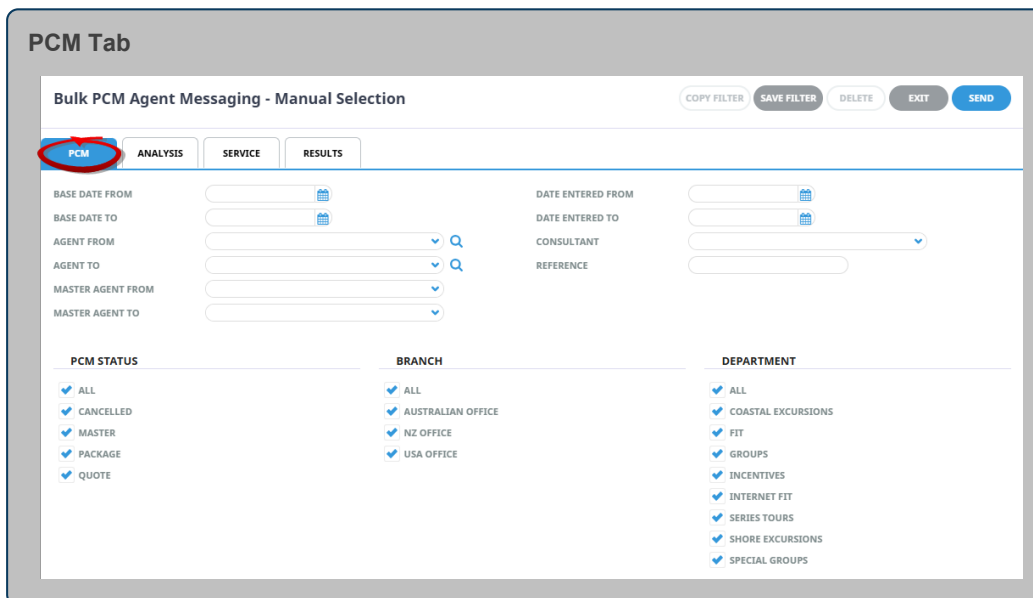 PCM Tab
Bulk PCM Agent Messaging - Manual Selection
COPY FILTER SAVE FILTER DELETE EXIT SEND
PCM ANALYSIS SERVICE RESULTS
BASE DATE FROM
BASE DATE TO
AGENT FROM
AGENT TO
MASTER AGENT FROM
MASTER AGENT TO
DATE ENTERED FROM
DATE ENTERED TO
CONSULTANT
REFERENCE
PCM STATUS
ALL
CANCELLED
MASTER
PACKAGE
QUOTE
BRANCH
ALL
AUSTRALIAN OFFICE
NZ OFFICE
USA OFFICE
DEPARTMENT
ALL
COASTAL EXCURSIONS
FIT
GROUPS
INCENTIVES
INTERNET FIT
SERIES TOURS
SHORE EXCURSIONS
SPECIAL GROUPS